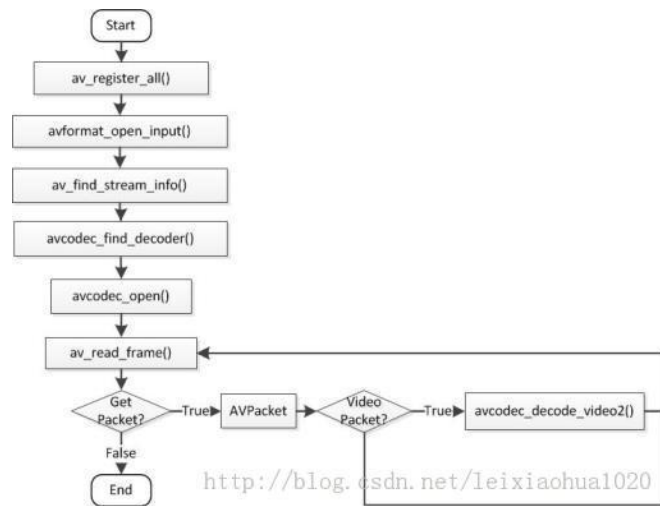 Start
av_register_all()
avformat_open_input()
av_find_stream_info()
avcodec_find_decoder()
avcodec_open()
av_read_frame()
Get
Packet?
True
AVPacket
Video
Packet?
True
avcodec_decode_video2()
False
End
http://blog.csdn.net/leixiaohua1020